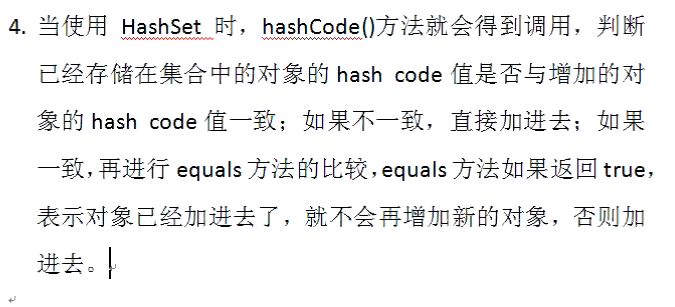 4. 当使用 HashSet 时，hashCode()方法就会得到调用，判断
已经存储在集合中的对象的 hash code 值是否与增加的对
象的 hash code 值一致；如果不一致，直接加进去；如果
一致，再进行 equals 方法的比较，equals 方法如果返回 true，
表示对象已经加进去了，就不会再增加新的对象，否则加
进去。